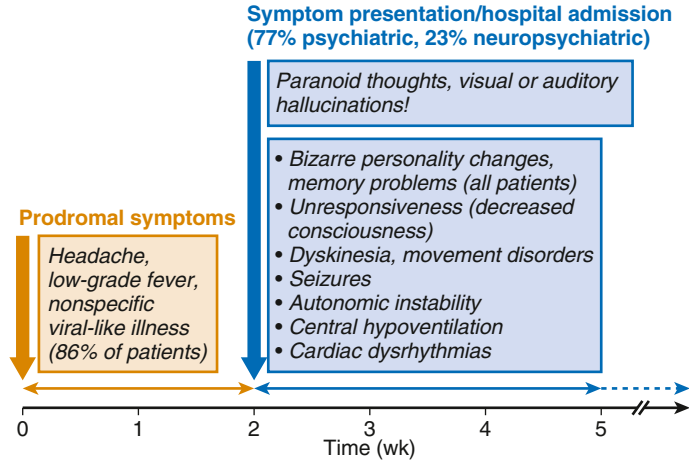 Symptom presentation/hospital admission
(77% psychiatric, 23% neuropsychiatric)
Paranoid thoughts, visual or auditory
hallucinations!
• Bizarre personality changes,
memory problems (all patients)
• Unresponsiveness (decreased
consciousness)
• Dyskinesia, movement disorders
• Seizures
• Autonomic instability
• Central hypoventilation
• Cardiac dysrhythmias
Prodromal symptoms
Headache,
low-grade fever,
nonspecific
viral-like illness
(86% of patients)
0 1 2 3 4 5
Time (wk)